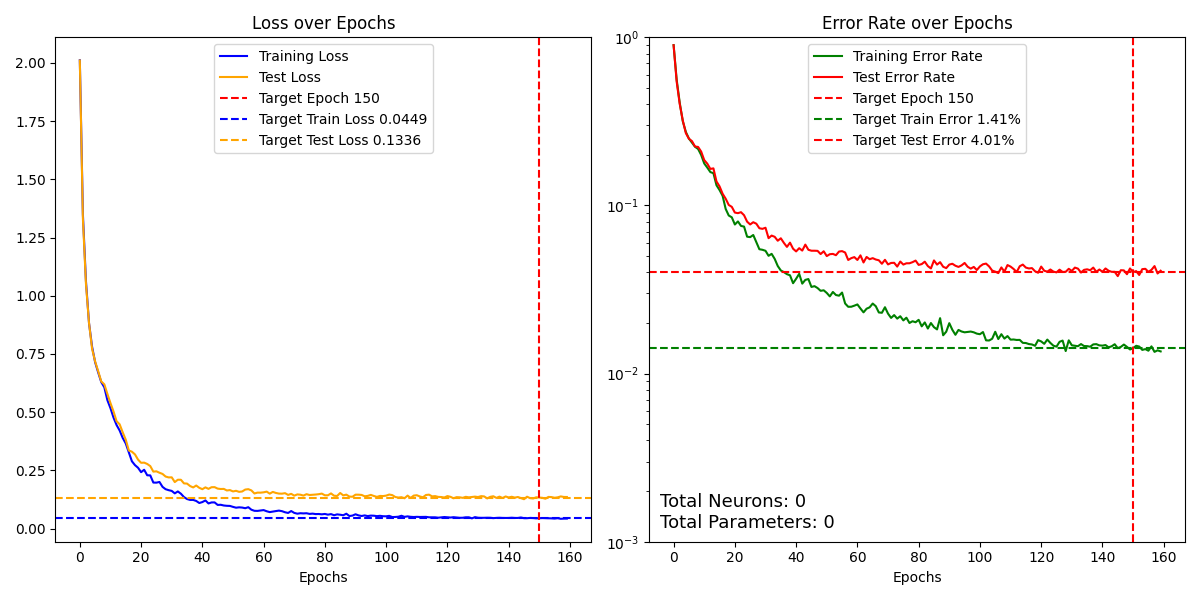 Loss over Epochs
2.00
1.75
1.50
1.25
1.00
0.75
0.50
0.25
0.00
Training Loss
Test Loss
Target Epoch 150
Target Train Loss 0.0449
Target Test Loss 0.1336
0 20 40 60 80 100 120 140 160
Epochs
Error Rate over Epochs
10⁰
10⁻¹
10⁻²
10⁻³
Training Error Rate
Test Error Rate
Target Epoch 150
Target Train Error 1.41%
Target Test Error 4.01%
Total Neurons: 0
Total Parameters: 0
0 20 40 60 80 100 120 140 160
Epochs